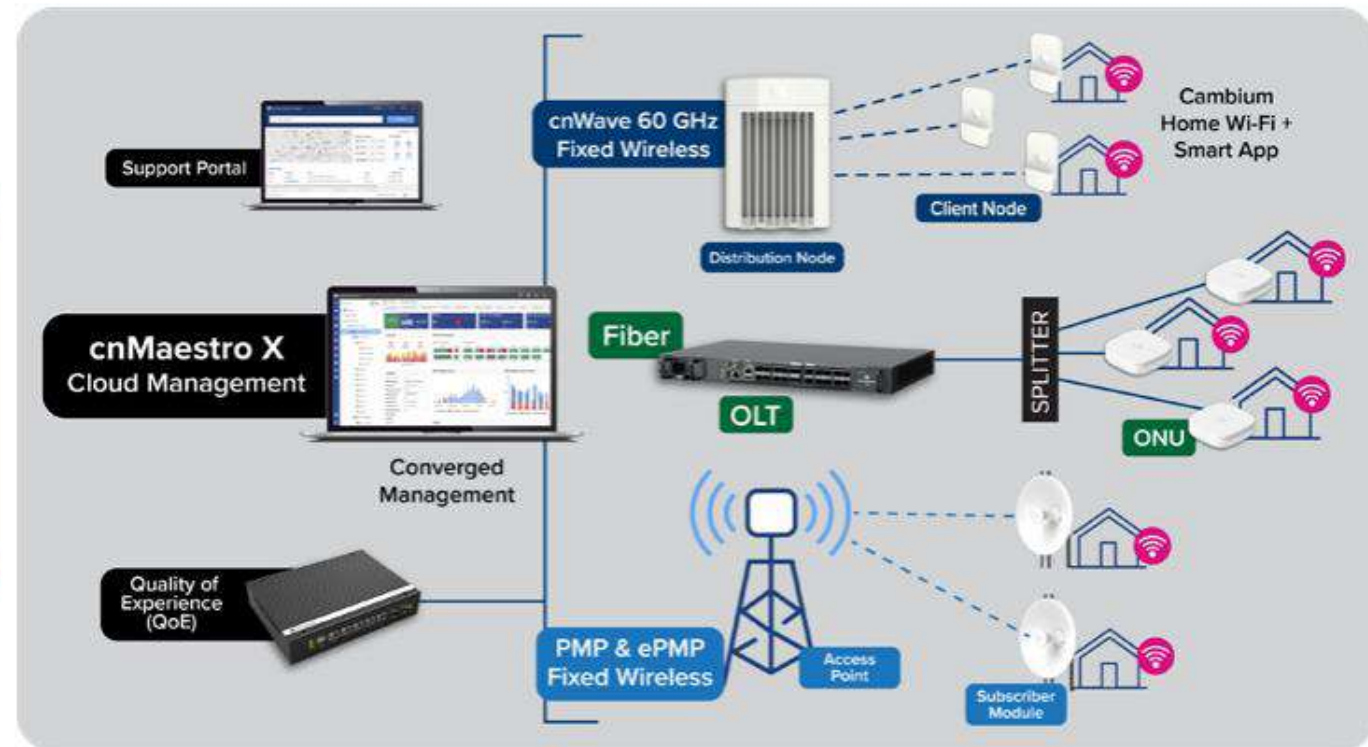 Support Portal
cnMaestro X
Cloud Management
Converged
Management
Quality of
Experience
(QoE)
cnWave 60 GHz
Fixed Wireless
Distribution Node
Client Node
Cambium
Home Wi-Fi +
Smart App
Fiber
OLT
SPLITTER
ONU
PMP & ePMP
Fixed Wireless
Access
Point
Subscriber
Module